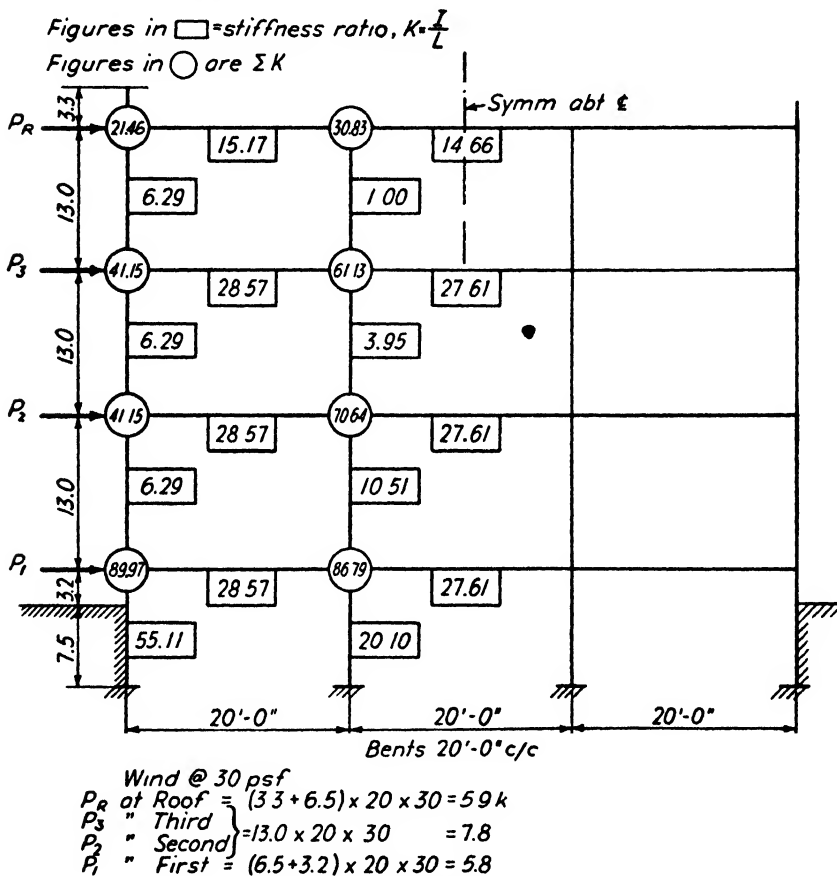 Figures in □=stiffness ratio, K=I/L
Figures in ○ are ΣK
Symm abt ℄
3.3
P_R
21.46
30.83
15.17
14 66
13.0
6.29
1 00
P_3
41.15
61 13
28 57
27 61
13.0
6.29
3.95
P_2
41.15
70 64
28 57
27.61
13.0
6.29
10 51
P_1
89.97
86 79
28.57
27.61
3.2
7.5
55.11
20 10
20'-0" 20'-0" 20'-0"
Bents 20'-0" c/c
Wind @ 30 psf
P_R at Roof = (3 3 + 6.5) x 20 x 30 = 5 9 k
P_3 " Third
} = 13.0 x 20 x 30 = 7.8
P_2 " Second
P_1 " First = (6.5+3.2) x 20 x 30 = 5.8